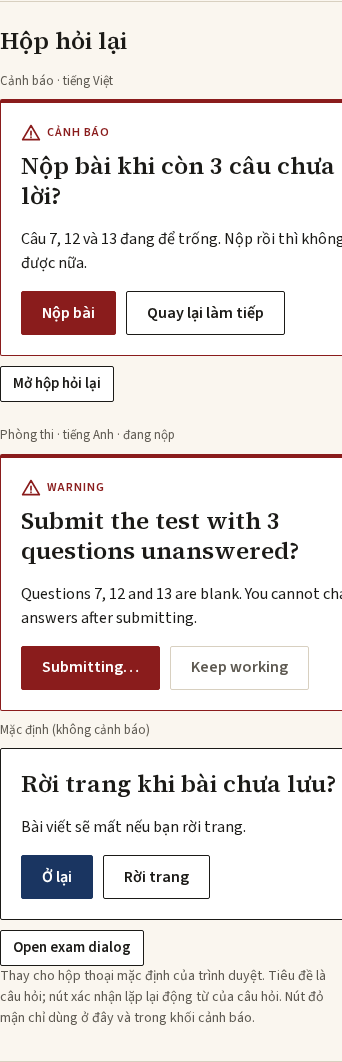 Hộp hỏi lại
Cảnh báo · tiếng Việt
CẢNH BÁO
Nộp bài khi còn 3 câu chưa
lời?
Câu 7, 12 và 13 đang để trống. Nộp rồi thì không
được nữa.
Nộp bài
Quay lại làm tiếp
Mở hộp hỏi lại
Phòng thi · tiếng Anh · đang nộp
WARNING
Submit the test with 3
questions unanswered?
Questions 7, 12 and 13 are blank. You cannot
answers after submitting.
Submitting…
Keep working
Mặc định (không cảnh báo)
Rời trang khi bài chưa lưu?
Bài viết sẽ mất nếu bạn rời trang.
Ở lại
Rời trang
Open exam dialog
Thay cho hộp thoại mặc định của trình duyệt. Tiêu đề là
câu hỏi; nút xác nhận lặp lại động từ của câu hỏi. Nút đỏ
mận chỉ dùng ở đây và trong khối cảnh báo.